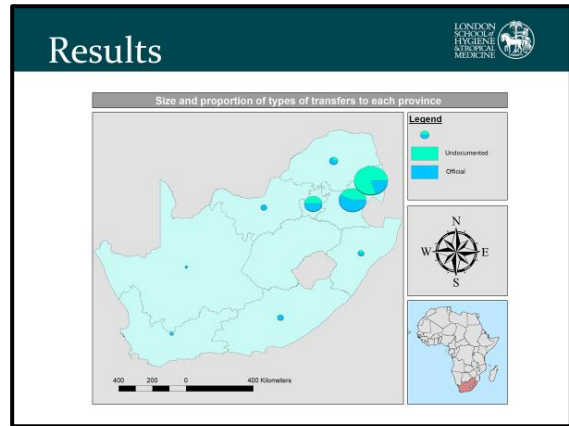 Results
LONDON
SCHOOL of
HYGIENE
&TROPICAL
MEDICINE
Size and proportion of types of transfers to each province
Legend
Undocumented
Official
N
W E
S
400 200 0 400 Kilometers